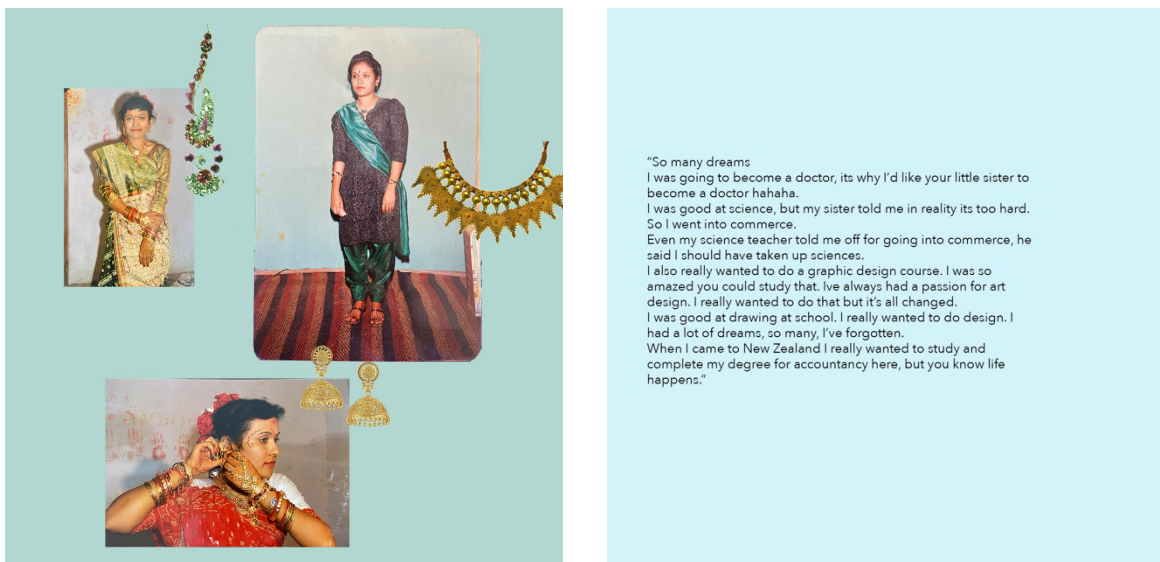 “So many dreams
I was going to become a doctor, its why I’d like your little sister to
become a doctor hahaha.
I was good at science, but my sister told me in reality its too hard.
So I went into commerce.
Even my science teacher told me off for going into commerce, he
said I should have taken up sciences.
I also really wanted to do a graphic design course. I was so
amazed you could study that. Ive always had a passion for art
design. I really wanted to do that but it’s all changed.
I was good at drawing at school. I really wanted to do design. I
had a lot of dreams, so many, I’ve forgotten.
When I came to New Zealand I really wanted to study and
complete my degree for accountancy here, but you know life
happens.”